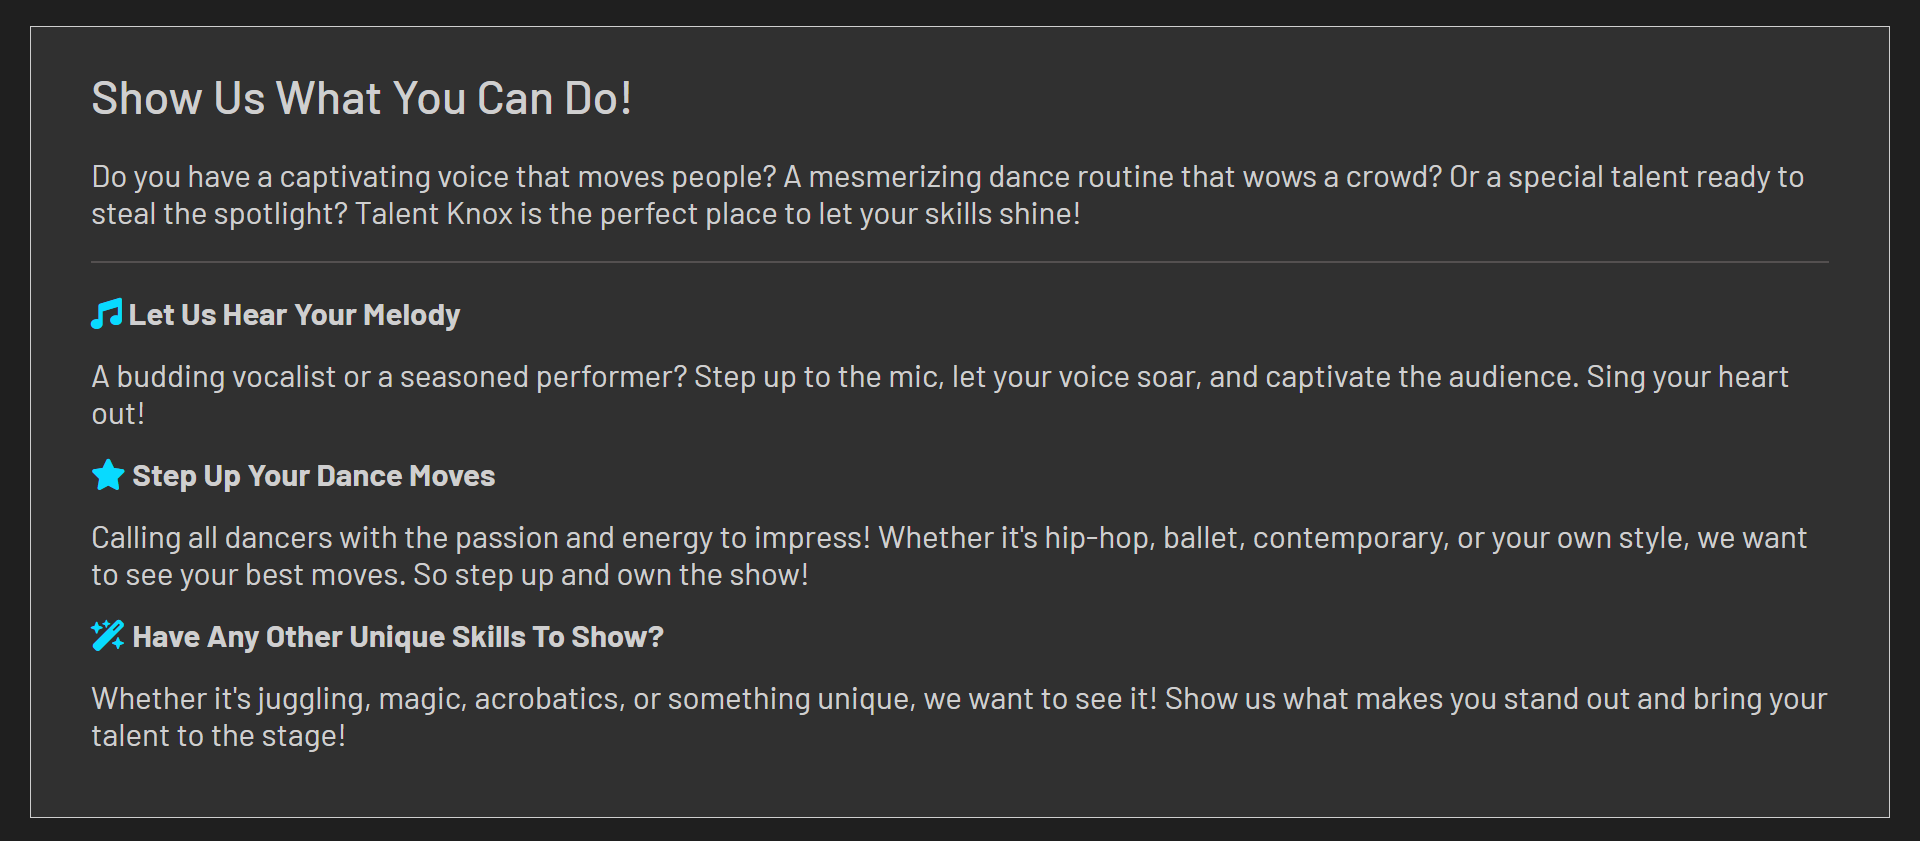 Show Us What You Can Do!
Do you have a captivating voice that moves people? A mesmerizing dance routine that wows a crowd? Or a special talent ready to
steal the spotlight? Talent Knox is the perfect place to let your skills shine!
Let Us Hear Your Melody
A budding vocalist or a seasoned performer? Step up to the mic, let your voice soar, and captivate the audience. Sing your heart
out!
Step Up Your Dance Moves
Calling all dancers with the passion and energy to impress! Whether it's hip-hop, ballet, contemporary, or your own style, we want
to see your best moves. So step up and own the show!
Have Any Other Unique Skills To Show?
Whether it's juggling, magic, acrobatics, or something unique, we want to see it! Show us what makes you stand out and bring your
talent to the stage!